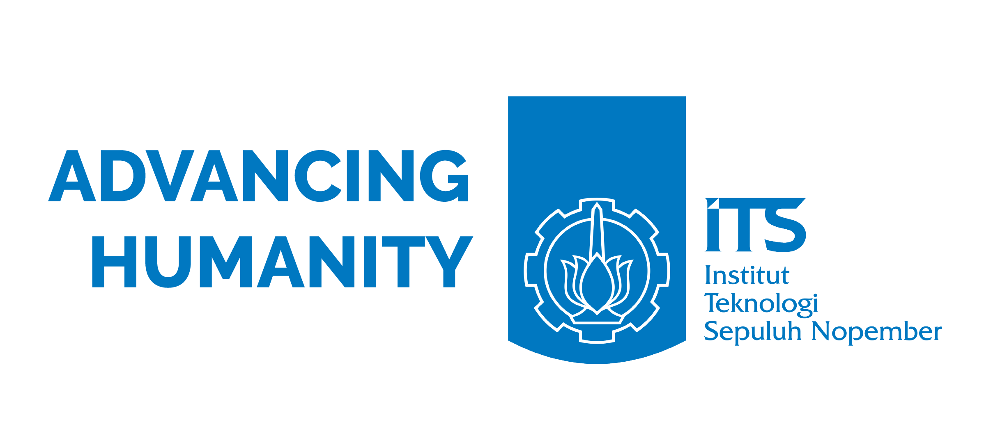 ADVANCING
HUMANITY
iTS
Institut
Teknologi
Sepuluh Nopember